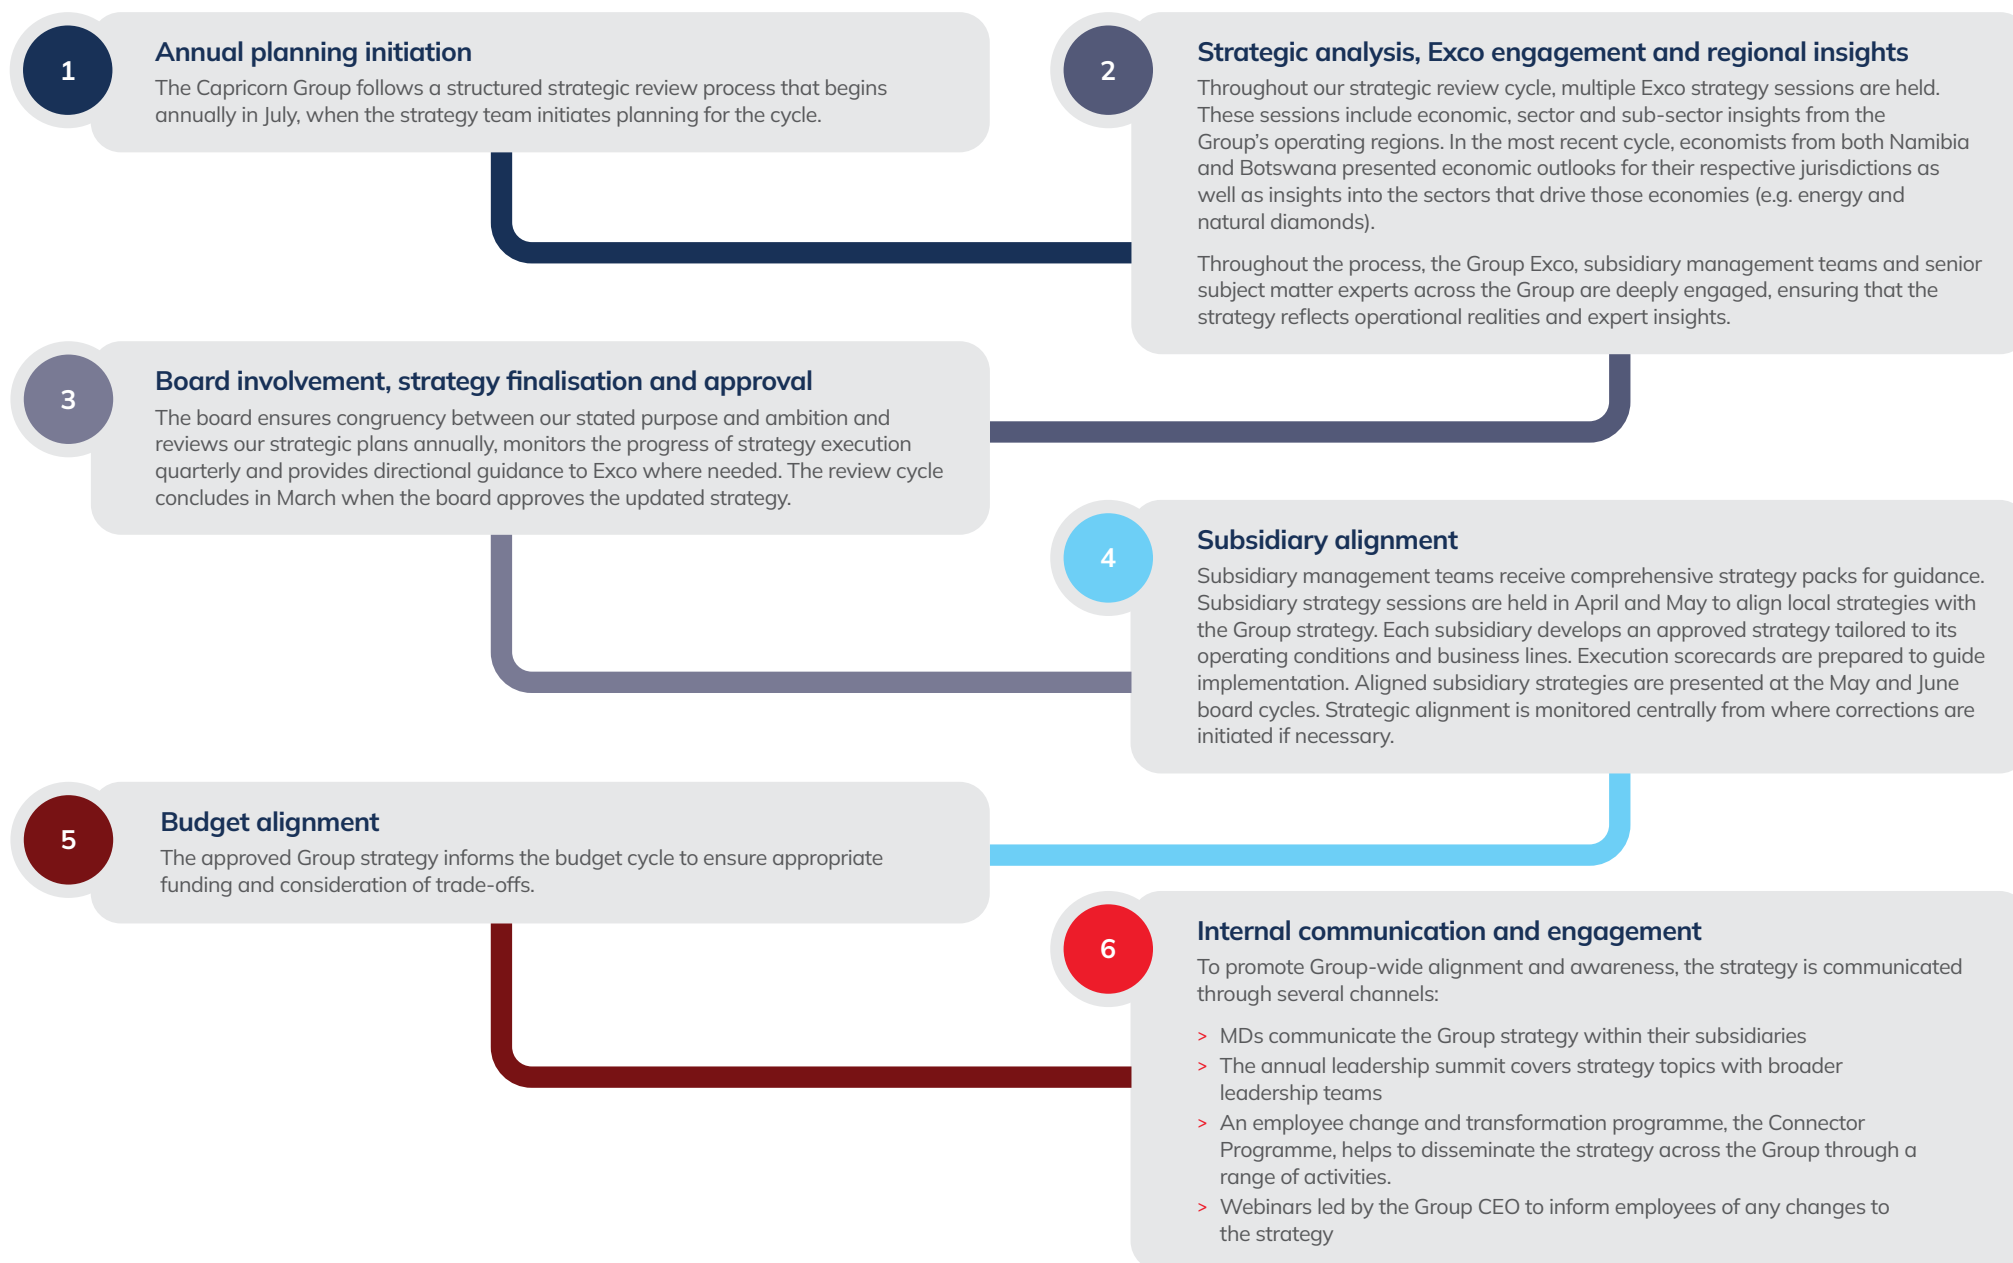 1
Annual planning initiation
The Capricorn Group follows a structured strategic review process that begins
annually in July, when the strategy team initiates planning for the cycle.
2
Strategic analysis, Exco engagement and regional insights
Throughout our strategic review cycle, multiple Exco strategy sessions are held.
These sessions include economic, sector and sub-sector insights from the
Group's operating regions. In the most recent cycle, economists from both Namibia
and Botswana presented economic outlooks for their respective jurisdictions as
well as insights into the sectors that drive those economies (e.g. energy and
natural diamonds).
Throughout the process, the Group Exco, subsidiary management teams and senior
subject matter experts across the Group are deeply engaged, ensuring that the
strategy reflects operational realities and expert insights.
3
Board involvement, strategy finalisation and approval
The board ensures congruency between our stated purpose and ambition and
reviews our strategic plans annually, monitors the progress of strategy execution
quarterly and provides directional guidance to Exco where needed. The review cycle
concludes in March when the board approves the updated strategy.
4
Subsidiary alignment
Subsidiary management teams receive comprehensive strategy packs for guidance.
Subsidiary strategy sessions are held in April and May to align local strategies with
the Group strategy. Each subsidiary develops an approved strategy tailored to its
operating conditions and business lines. Execution scorecards are prepared to guide
implementation. Aligned subsidiary strategies are presented at the May and June
board cycles. Strategic alignment is monitored centrally from where corrections are
initiated if necessary.
5
Budget alignment
The approved Group strategy informs the budget cycle to ensure appropriate
funding and consideration of trade-offs.
6
Internal communication and engagement
To promote Group-wide alignment and awareness, the strategy is communicated
through several channels:
> MDs communicate the Group strategy within their subsidiaries
> The annual leadership summit covers strategy topics with broader
leadership teams
> An employee change and transformation programme, the Connector
Programme, helps to disseminate the strategy across the Group through a
range of activities.
> Webinars led by the Group CEO to inform employees of any changes to
the strategy